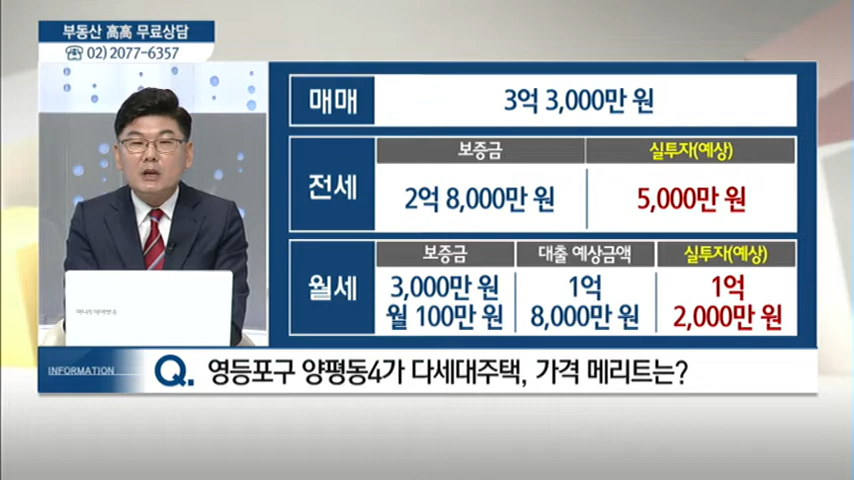 부동산 高高 무료상담
☎ 02) 2077-6357
매매
3억 3,000만 원
전세
보증금
실투자(예상)
2억 8,000만 원
5,000만 원
월세
보증금
대출 예상금액
실투자(예상)
3,000만 원
월 100만 원
1억
8,000만 원
1억
2,000만 원
INFORMATION
Q. 영등포구 양평동4가 다세대주택, 가격 메리트는?